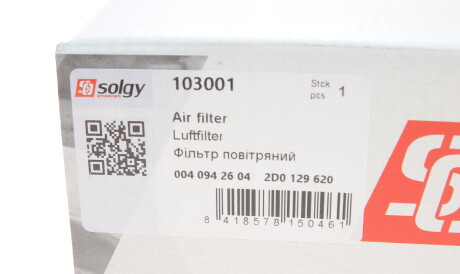 solgy
103001
Stck
pcs 1
Air filter
Luftfilter
Фільтр повітряний
004 094 26 04 2D0 129 620
8 418578 150461